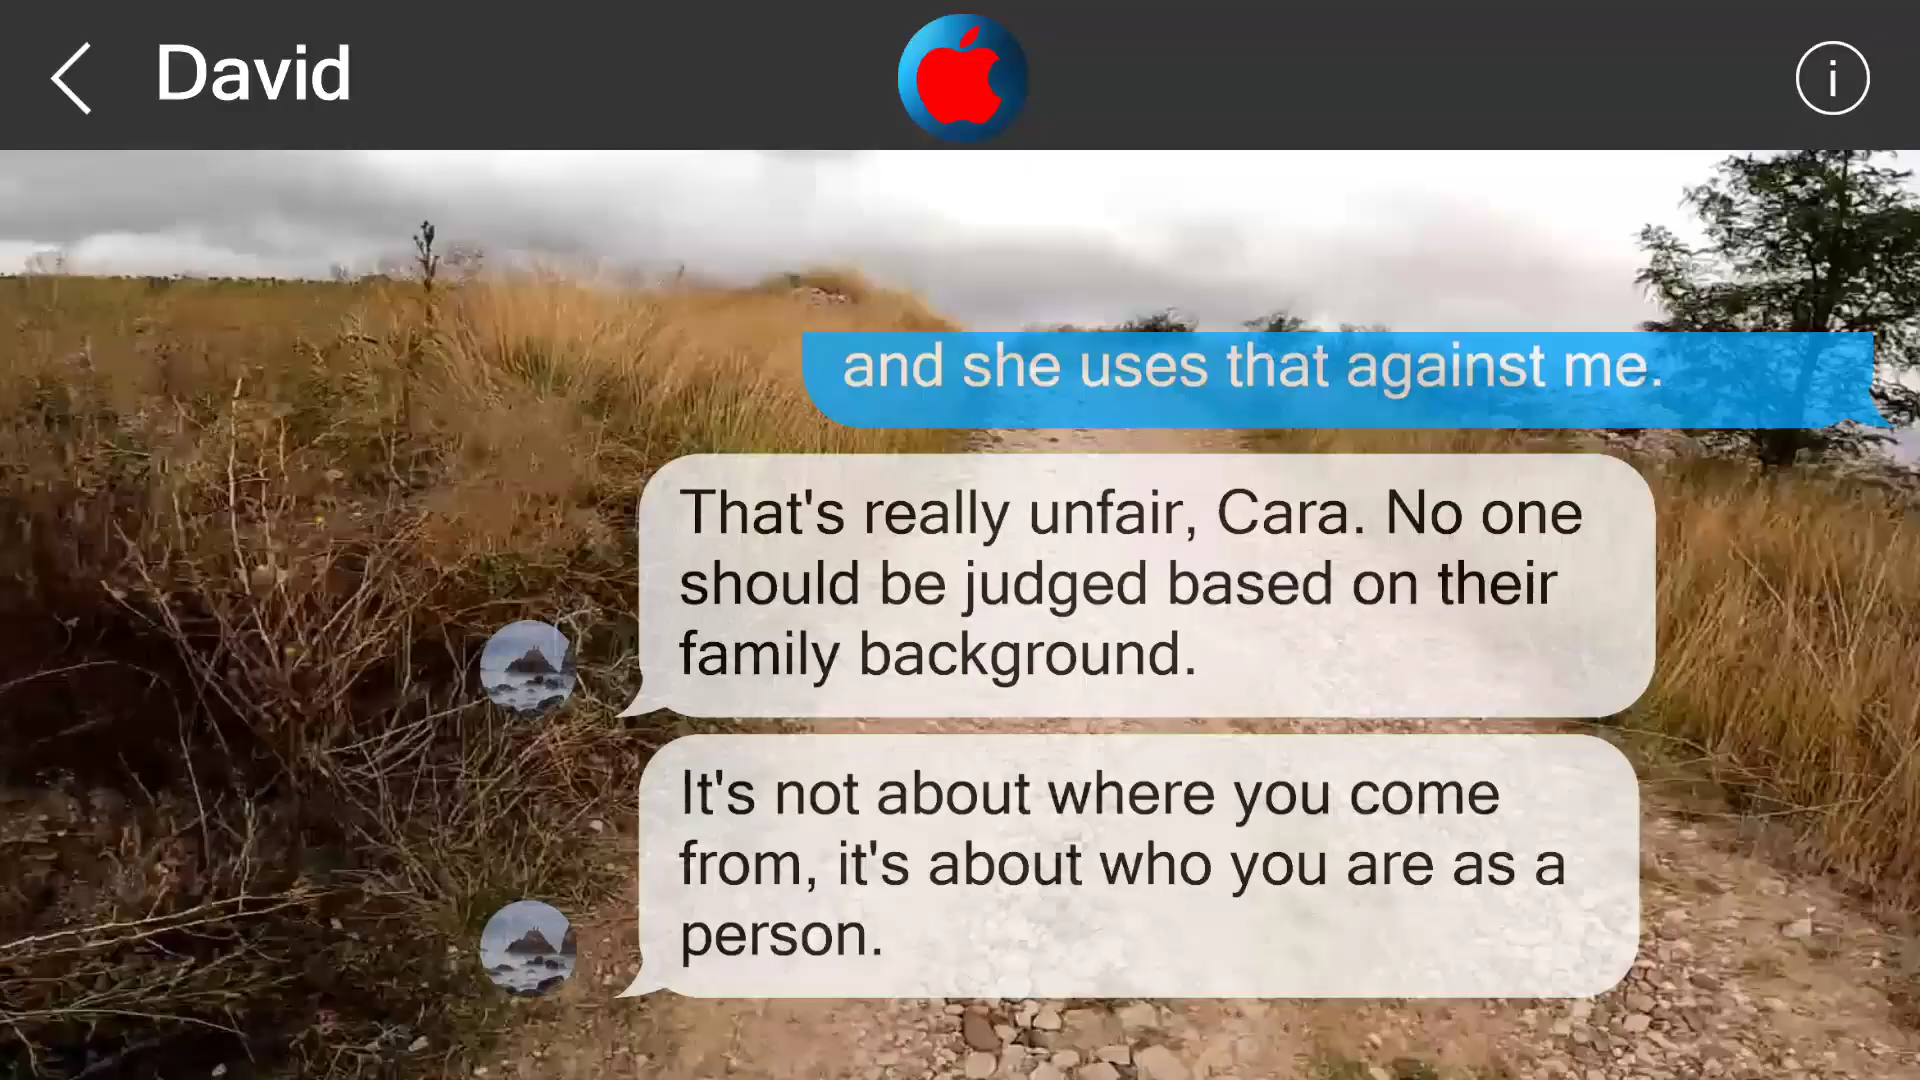 David
and she uses that against me.
That's really unfair, Cara. No one
should be judged based on their
family background.
It's not about where you come
from, it's about who you are as a
person.